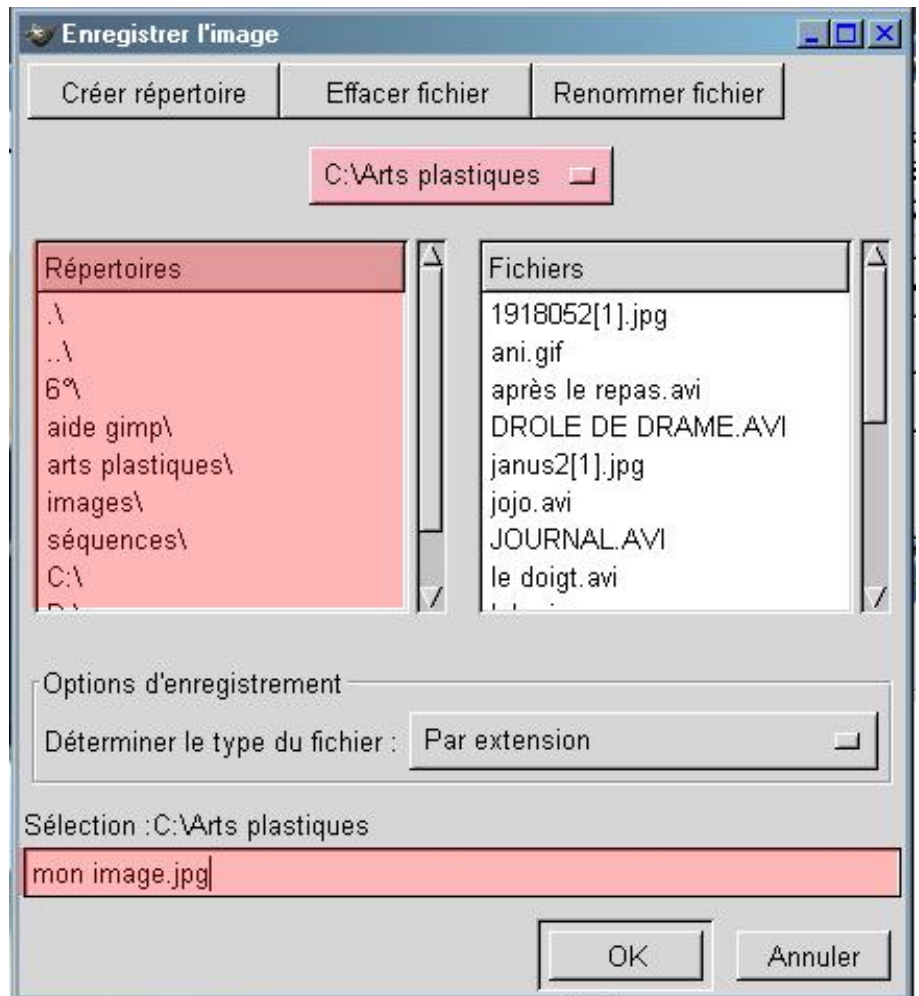 Enregistrer l'image
Créer répertoire Effacer fichier Renommer fichier
C:\Arts plastiques
Répertoires
.\
..\
6°\
aide gimp\
arts plastiques\
images\
séquences\
C:\
Fichiers
1918052[1].jpg
ani.gif
après le repas.avi
DROLE DE DRAME.AVI
janus2[1].jpg
jojo.avi
JOURNAL.AVI
le doigt.avi
Options d'enregistrement
Déterminer le type du fichier : Par extension
Sélection :C:\Arts plastiques
mon image.jpg
OK Annuler